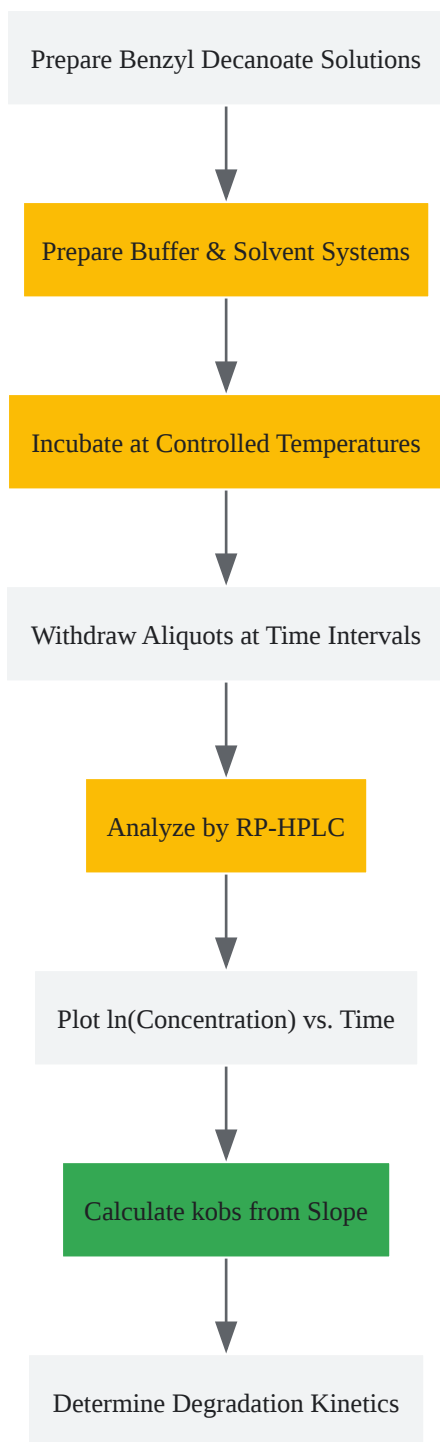 Prepare Benzyl Decanoate Solutions
Prepare Buffer & Solvent Systems
Incubate at Controlled Temperatures
Withdraw Aliquots at Time Intervals
Analyze by RP-HPLC
Plot ln(Concentration) vs. Time
Calculate kobs from Slope
Determine Degradation Kinetics